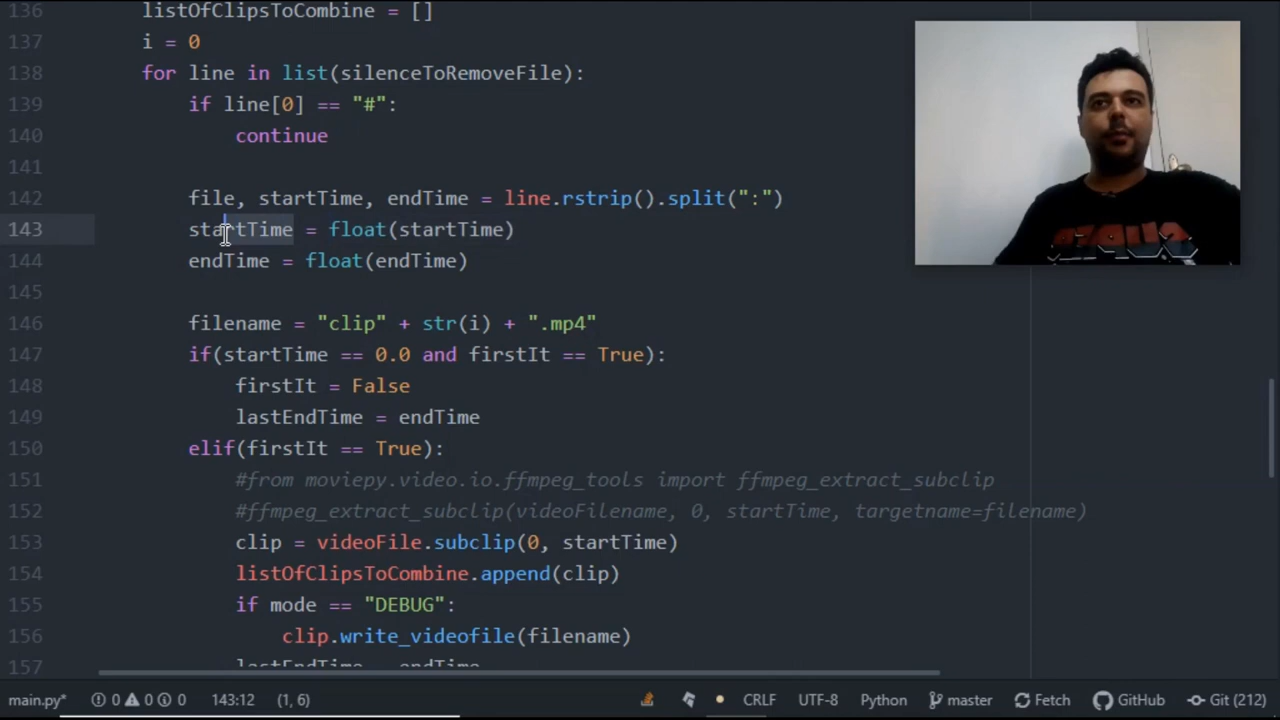 136 listOfClipsToCombine = []
137 i = 0
138 for line in list(silenceToRemoveFile):
139 if line[0] == "#":
140 continue
141
142 file, startTime, endTime = line.rstrip().split(":")
143 startTime = float(startTime)
144 endTime = float(endTime)
145
146 filename = "clip" + str(i) + ".mp4"
147 if(startTime == 0.0 and firstIt == True):
148 firstIt = False
149 lastEndTime = endTime
150 elif(firstIt == True):
151 #from moviepy.video.io.ffmpeg_tools import ffmpeg_extract_subclip
152 #ffmpeg_extract_subclip(videoFilename, 0, startTime, targetname=filename)
153 clip = videoFile.subclip(0, startTime)
154 listOfClipsToCombine.append(clip)
155 if mode == "DEBUG":
156 clip.write_videofile(filename)
157 lastEndTime = endTime
main.py* 0 0 0 143:12 (1, 6) CRLF UTF-8 Python master Fetch GitHub Git (212)